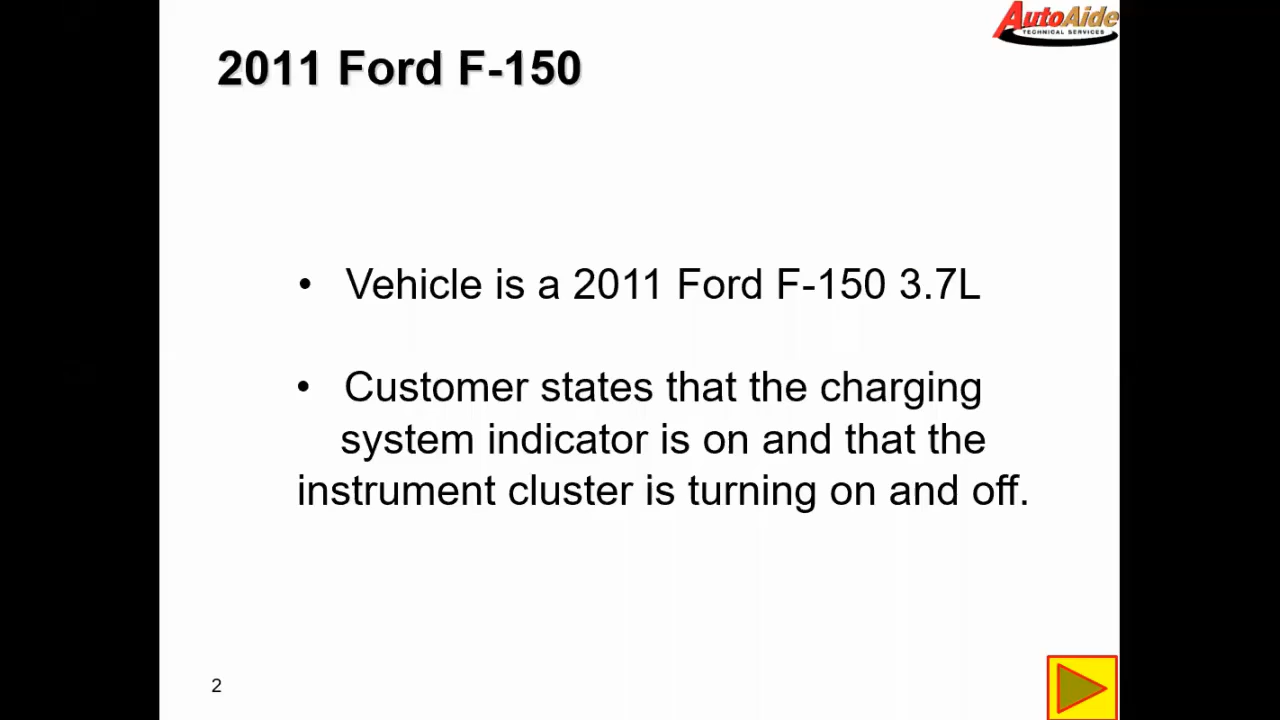 AutoAide
TECHNICAL SERVICES
2011 Ford F-150
• Vehicle is a 2011 Ford F-150 3.7L
• Customer states that the charging
system indicator is on and that the
instrument cluster is turning on and off.
2